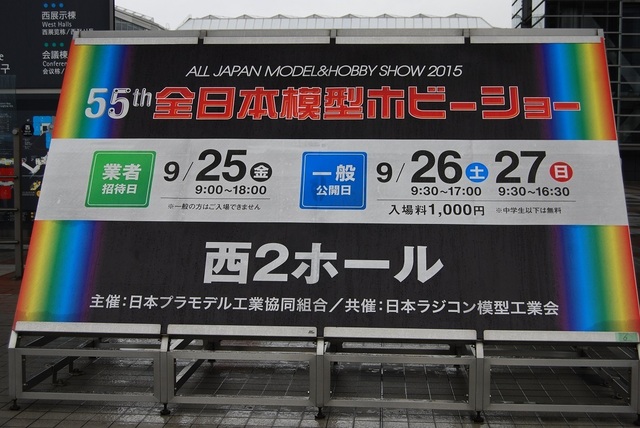 西展示棟
West Halls
西展览栋
会議棟
ALL JAPAN MODEL&HOBBY SHOW 2015
55th 全日本模型ホビーショー
業者招待日 9/25(金) 9:00~18:00
※一般の方はご入場できません
一般公開日 9/26(土) 9:30~17:00 27(日) 9:30~16:30
入場料1,000円 ※中学生以下は無料
西2ホール
主催:日本プラモデル工業協同組合/共催:日本ラジコン模型工業会